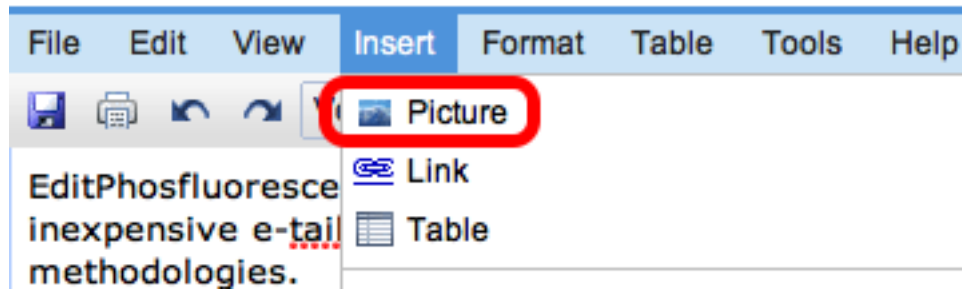 File Edit View Insert Format Table Tools Help
Picture
Link
Table
EditPhosfluoresce
inexpensive e-tail
methodologies.